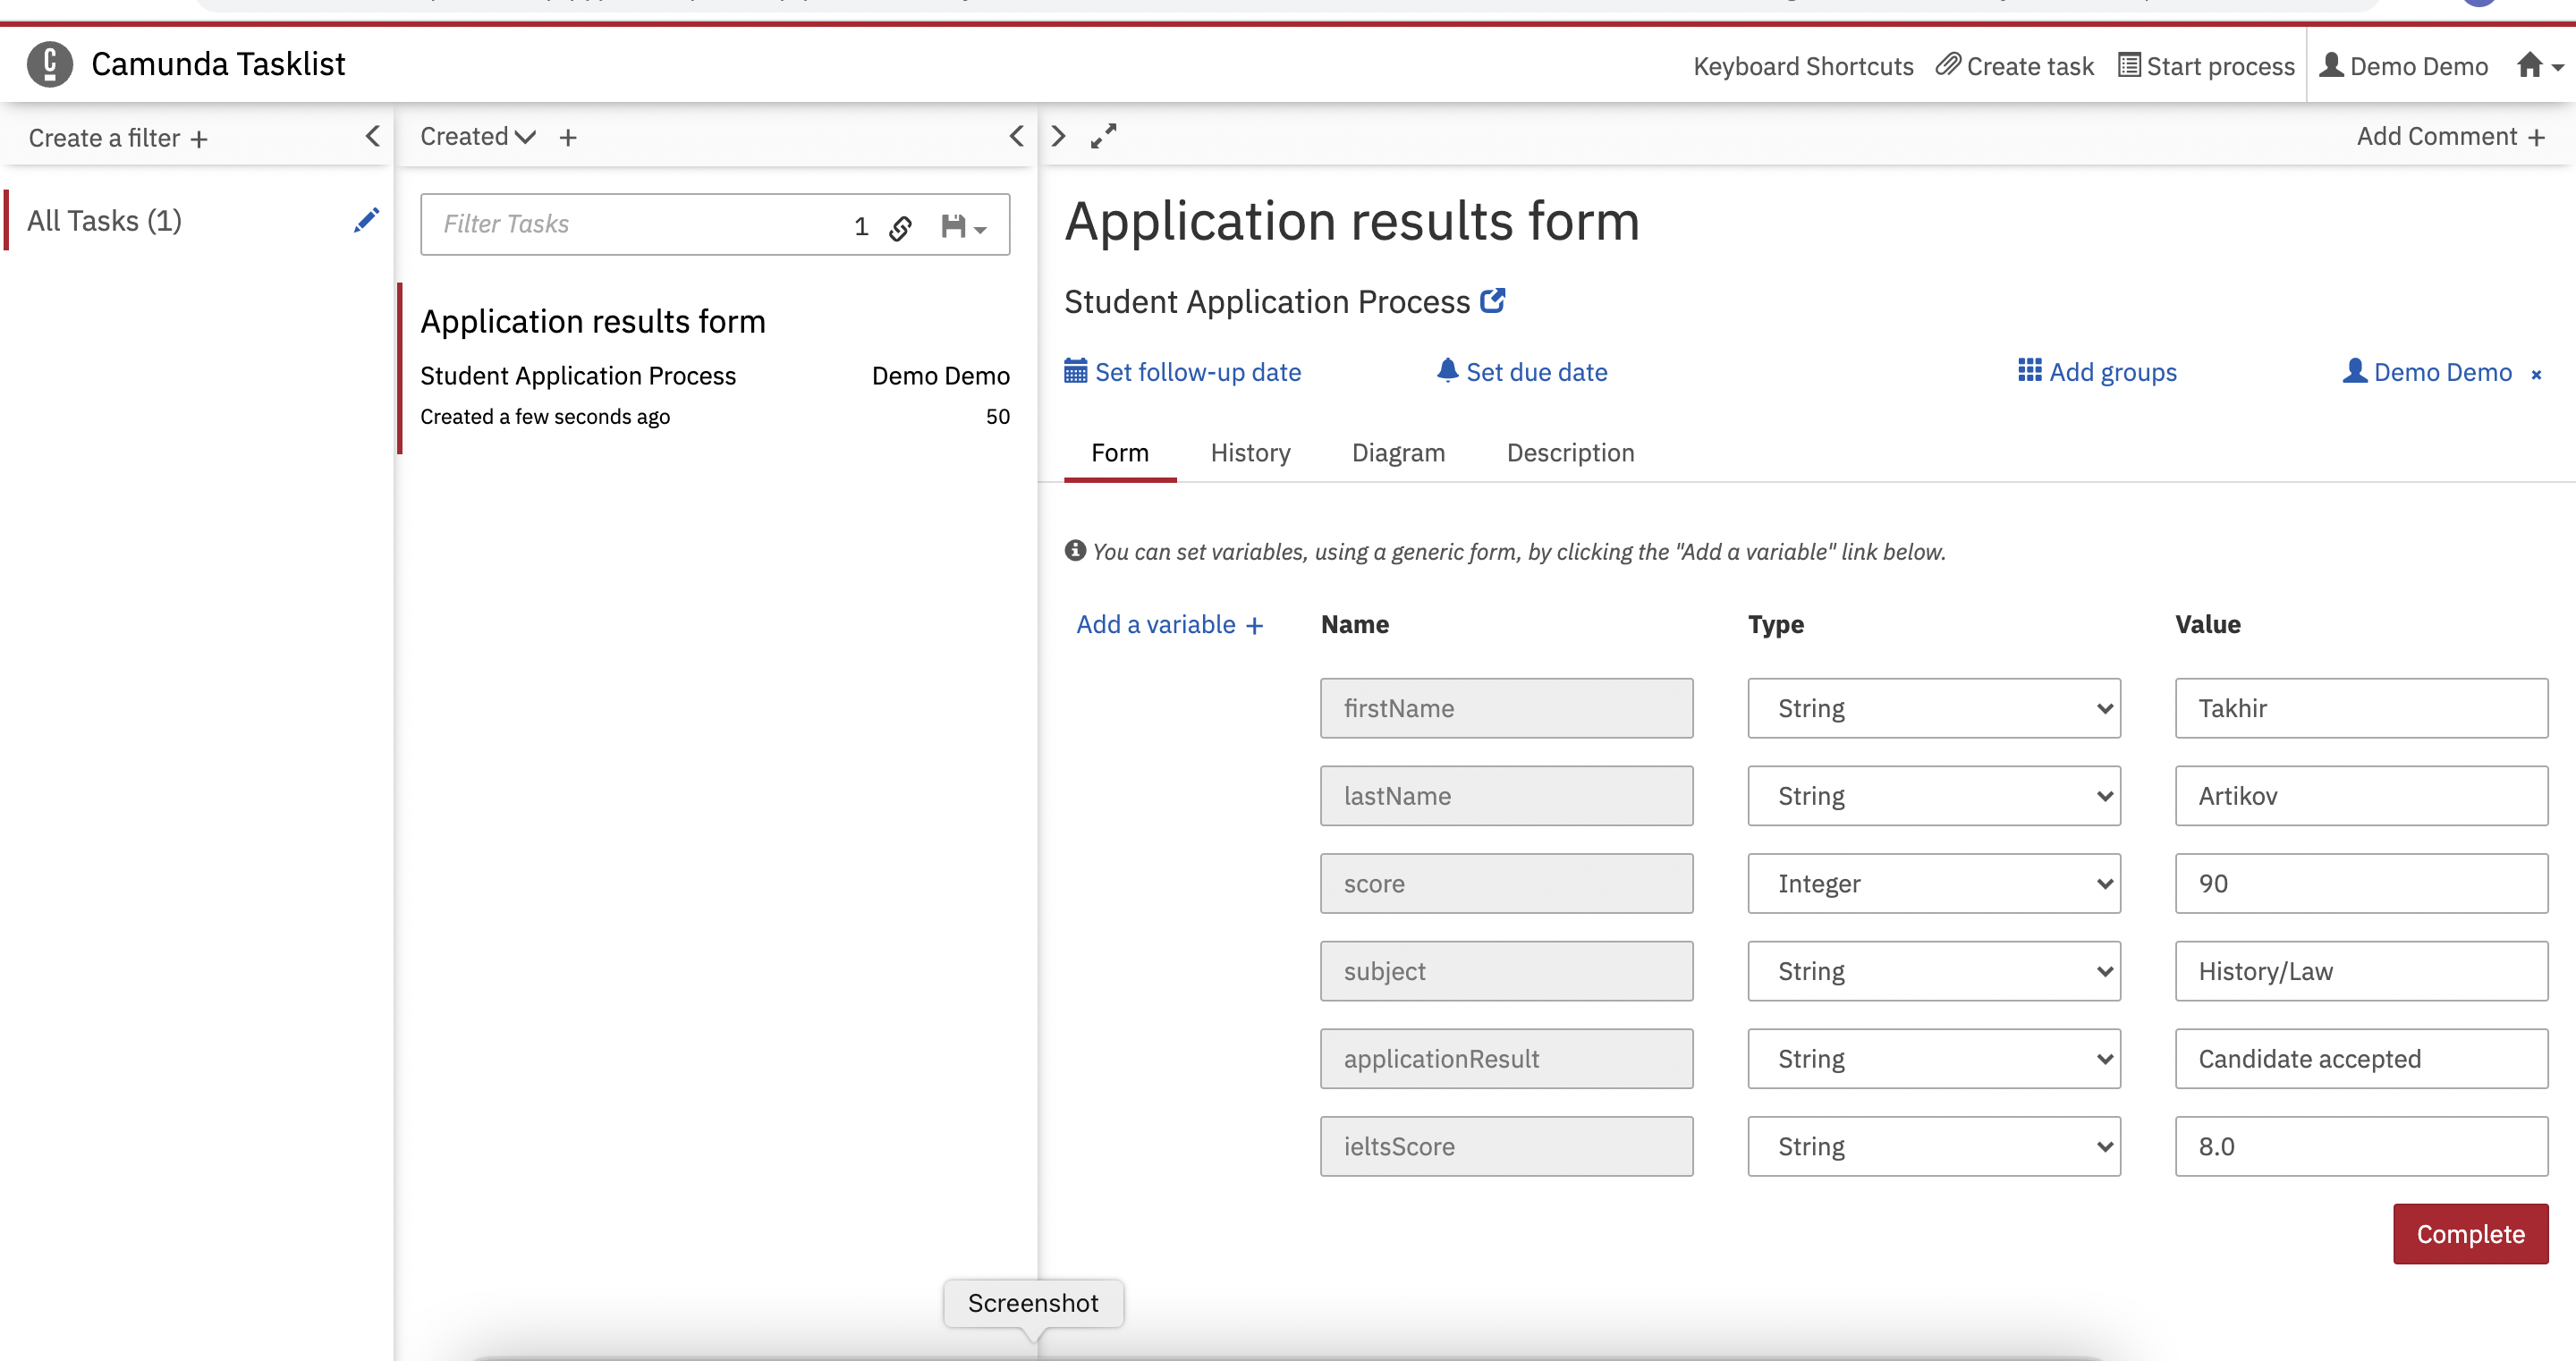 Camunda Tasklist
Keyboard Shortcuts Create task Start process Demo Demo
Create a filter +
Created +
Add Comment +
All Tasks (1)
Filter Tasks 1
Application results form
Student Application Process Demo Demo
Created a few seconds ago 50
Application results form
Student Application Process
Set follow-up date Set due date Add groups Demo Demo ×
Form History Diagram Description
You can set variables, using a generic form, by clicking the "Add a variable" link below.
Add a variable + Name Type Value
firstName String Takhir
lastName String Artikov
score Integer 90
subject String History/Law
applicationResult String Candidate accepted
ieltsScore String 8.0
Complete
Screenshot